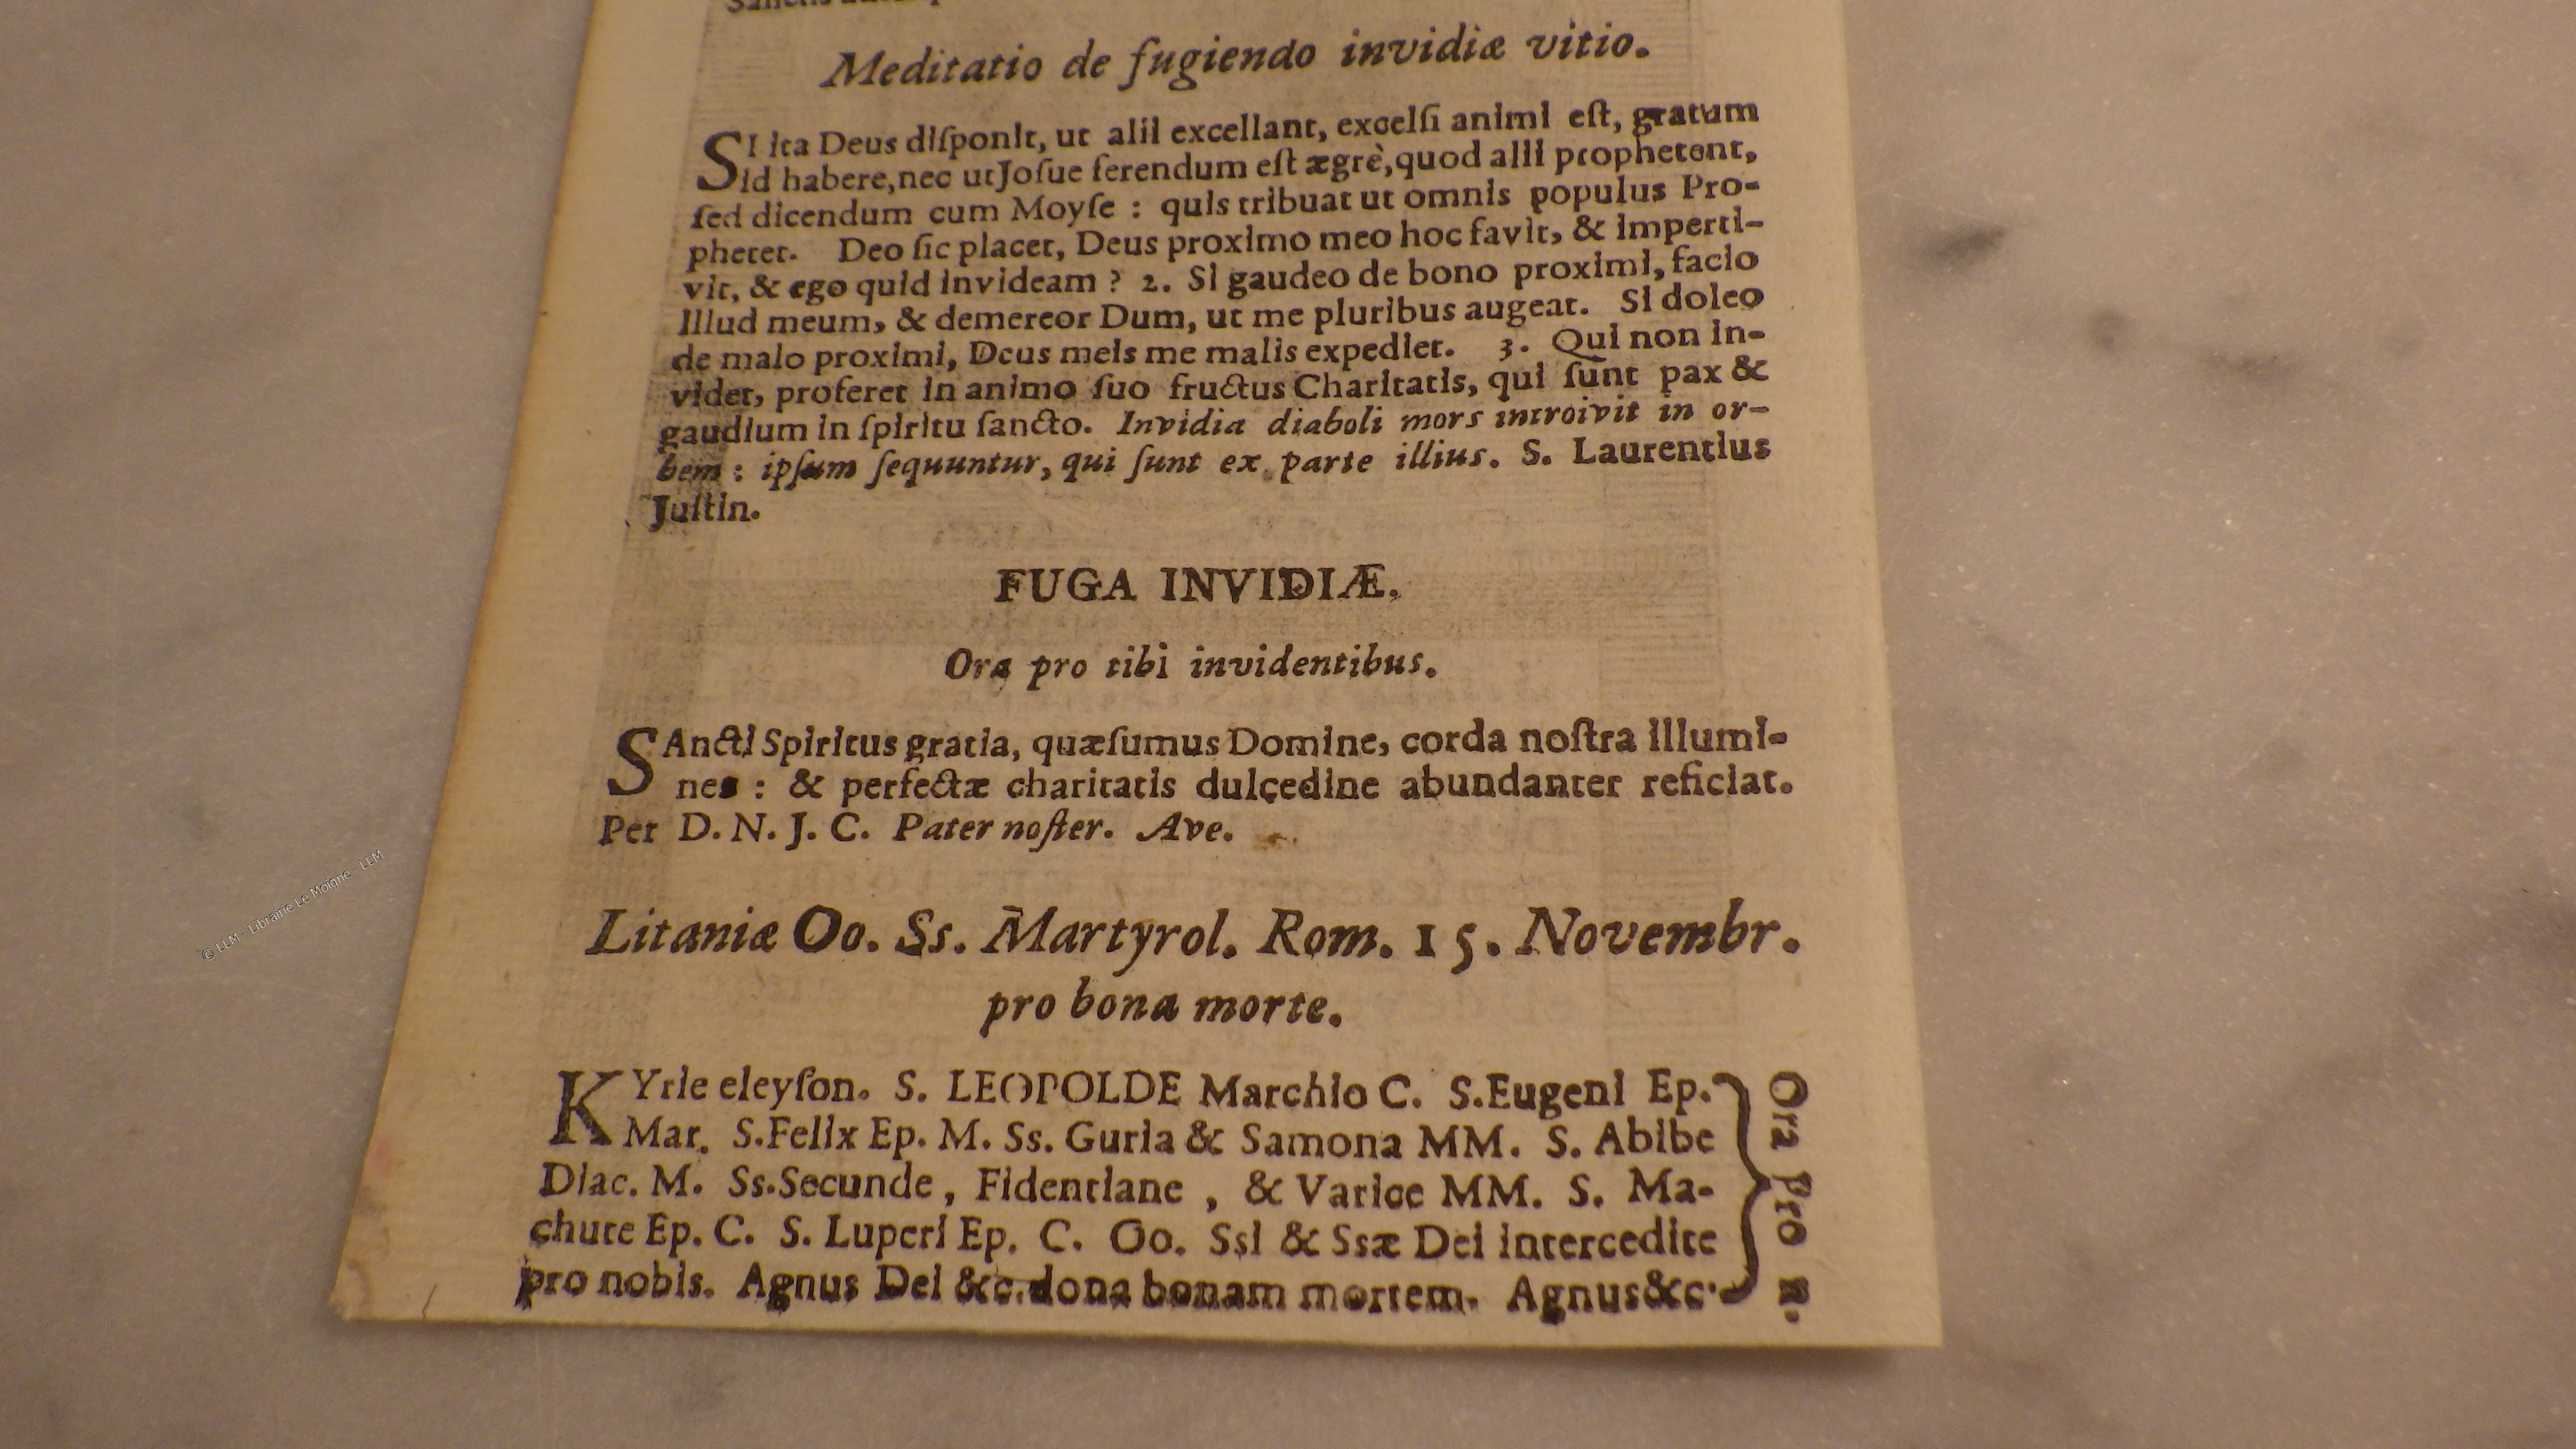 Meditatio de fugiendo invidiæ vitio.
SI ita Deus diſponit, ut alii excellant, excelſi animi eſt, gratum
id habere, nec ut Joſue ferendum eſt ægrè, quod alii prophetent,
ſed dicendum cum Moyſe : quis tribuat ut omnis populus Pro-
phetet. Deo ſic placet, Deus proximo meo hoc favit, & imperti-
vit, & ego quid invideam ? 2. Si gaudeo de bono proximi, facio
illud meum, & demereor Dum, ut me pluribus augeat. Si doleo
de malo proximi, Deus meis me malis expediet. 3. Qui non in-
videt, proferet in animo ſuo fructus Charitatis, qui ſunt pax &
gaudium in ſpiritu ſancto. Invidia diaboli mors introivit in or-
bem : ipſum ſequuntur, qui ſunt ex parte illius. S. Laurentius
Juſtin.
FUGA INVIDIÆ.
Ora pro tibi invidentibus.
SAncti Spiritus gratia, quæſumus Domine, corda noſtra illumi-
nes : & perfectæ charitatis dulcedine abundanter reficiat.
Per D. N. J. C. Pater noſter. Ave.
Litaniæ Oo. Ss. Martyrol. Rom. 15. Novembr.
pro bona morte.
KYrie eleyſon. S. LEOPOLDE Marchio C. S. Eugeni Ep.
Mar. S. Felix Ep. M. Ss. Guria & Samona MM. S. Abibe
Diac. M. Ss. Secunde, Fidentiane, & Varice MM. S. Ma-
chute Ep. C. S. Luperi Ep. C. Oo. Ssi & Ssæ Dei intercedite
pro nobis. Agnus Dei &c. dona bonam mortem. Agnus &c.
Ora pro n.
© LLM - Librairie Le Moigne - LLM